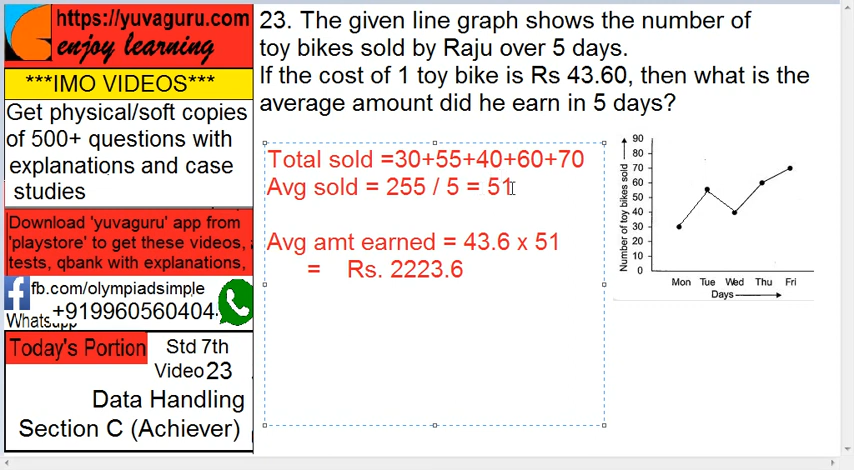 https://yuvaguru.com
enjoy learning
***IMO VIDEOS***
Get physical/soft copies
of 500+ questions with
explanations and case
studies
Download 'yuvaguru' app from
'playstore' to get these videos,
tests, qbank with explanations,
fb.com/olympiadsimple
+919960560404
Whatsupp
Today's Portion
Std 7th
Video 23
Data Handling
Section C (Achiever)
23. The given line graph shows the number of
toy bikes sold by Raju over 5 days.
If the cost of 1 toy bike is Rs 43.60, then what is the
average amount did he earn in 5 days?
Total sold =30+55+40+60+70
Avg sold = 255 / 5 = 51
Avg amt earned = 43.6 x 51
= Rs. 2223.6
Number of toy bikes sold
90
80
70
60
50
40
30
20
10
0
Mon Tue Wed Thu Fri
Days